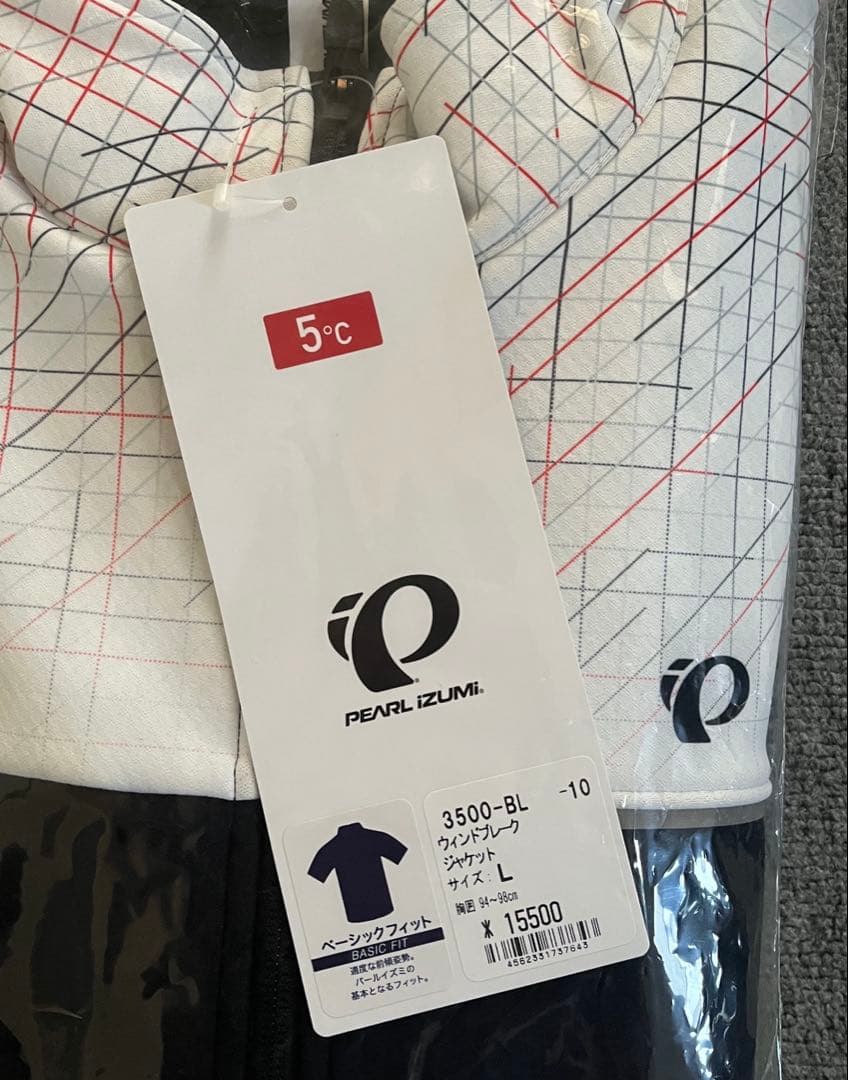 5℃
PEARL iZUMi
3500-BL -10
ウィンドブレーク
ジャケット
サイズ: L
胸囲 94~98cm
¥ 15500
4562331737643
ベーシックフィット
BASIC FIT
適度な前傾姿勢。
パールイズミの
基本となるフィット。